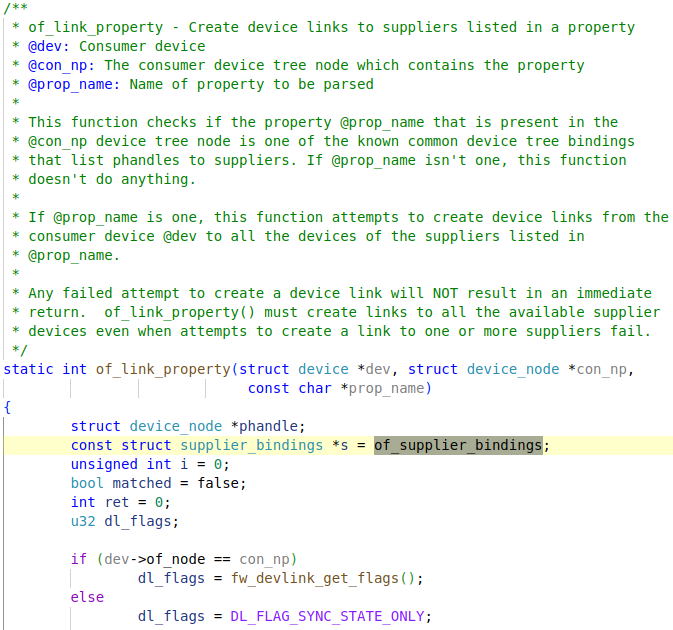 /**
 * of_link_property - Create device links to suppliers listed in a property
 * @dev: Consumer device
 * @con_np: The consumer device tree node which contains the property
 * @prop_name: Name of property to be parsed
 *
 * This function checks if the property @prop_name that is present in the
 * @con_np device tree node is one of the known common device tree bindings
 * that list phandles to suppliers. If @prop_name isn't one, this function
 * doesn't do anything.
 *
 * If @prop_name is one, this function attempts to create device links from the
 * consumer device @dev to all the devices of the suppliers listed in
 * @prop_name.
 *
 * Any failed attempt to create a device link will NOT result in an immediate
 * return.  of_link_property() must create links to all the available supplier
 * devices even when attempts to create a link to one or more suppliers fail.
 */
static int of_link_property(struct device *dev, struct device_node *con_np,
                             const char *prop_name)
{
        struct device_node *phandle;
        const struct supplier_bindings *s = of_supplier_bindings;
        unsigned int i = 0;
        bool matched = false;
        int ret = 0;
        u32 dl_flags;

        if (dev->of_node == con_np)
                dl_flags = fw_devlink_get_flags();
        else
                dl_flags = DL_FLAG_SYNC_STATE_ONLY;